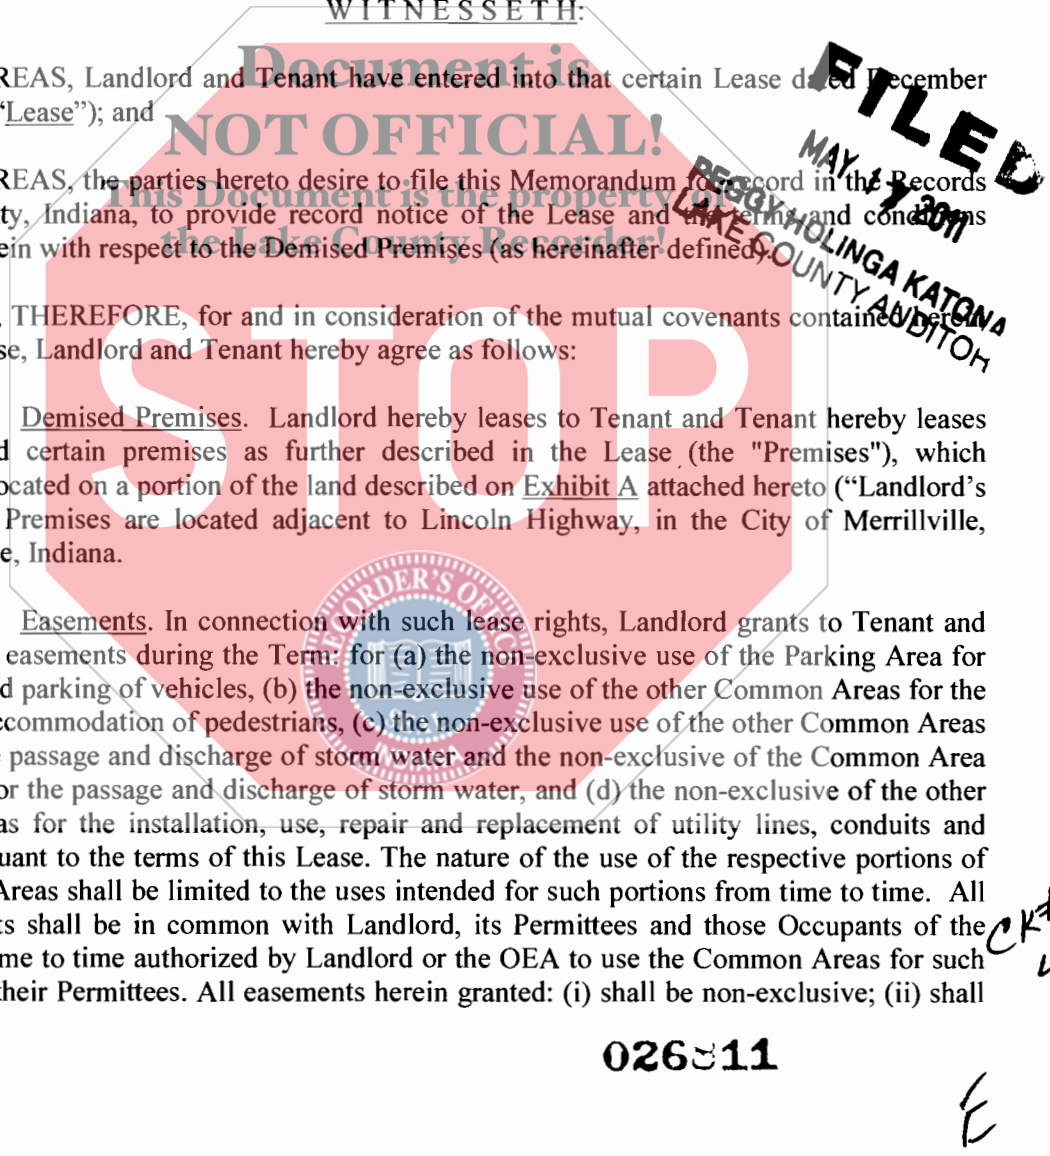 WITNESSETH:
Document is
REAS, Landlord and Tenant have entered into that certain Lease dated December
"Lease"); and
NOT OFFICIAL!
FILED
MAY 17 2011
PEGGY HOLINGA KATONA
LAKE COUNTY AUDITOR
REAS, the parties hereto desire to file this Memorandum for record in the Records
This Document is the property of
ty, Indiana, to provide record notice of the Lease and the terms and conditions
the Lake County Recorder!
ein with respect to the Demised Premises (as hereinafter defined).
, THEREFORE, for and in consideration of the mutual covenants contained herein
se, Landlord and Tenant hereby agree as follows:
STOP
Demised Premises. Landlord hereby leases to Tenant and Tenant hereby leases
d certain premises as further described in the Lease (the "Premises"), which
ocated on a portion of the land described on Exhibit A attached hereto ("Landlord's
Premises are located adjacent to Lincoln Highway, in the City of Merrillville,
e, Indiana.
RECORDER'S OFFICE
SEAL
INDIANA
Easements. In connection with such lease rights, Landlord grants to Tenant and
easements during the Term: for (a) the non-exclusive use of the Parking Area for
d parking of vehicles, (b) the non-exclusive use of the other Common Areas for the
ccommodation of pedestrians, (c) the non-exclusive use of the other Common Areas
passage and discharge of storm water and the non-exclusive of the Common Area
or the passage and discharge of storm water, and (d) the non-exclusive of the other
as for the installation, use, repair and replacement of utility lines, conduits and
uant to the terms of this Lease. The nature of the use of the respective portions of
Areas shall be limited to the uses intended for such portions from time to time. All
ts shall be in common with Landlord, its Permittees and those Occupants of the
me to time authorized by Landlord or the OEA to use the Common Areas for such
their Permittees. All easements herein granted: (i) shall be non-exclusive; (ii) shall
CK#
E